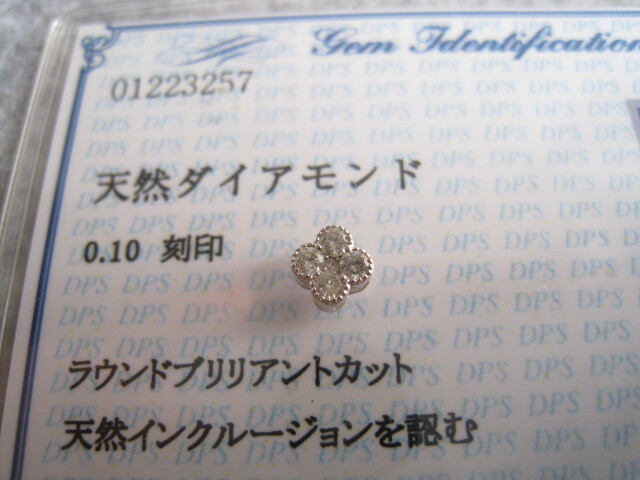 Gem Identification
01223257
天然ダイアモンド
0.10 刻印
ラウンドブリリアントカット
天然インクルージョンを認む